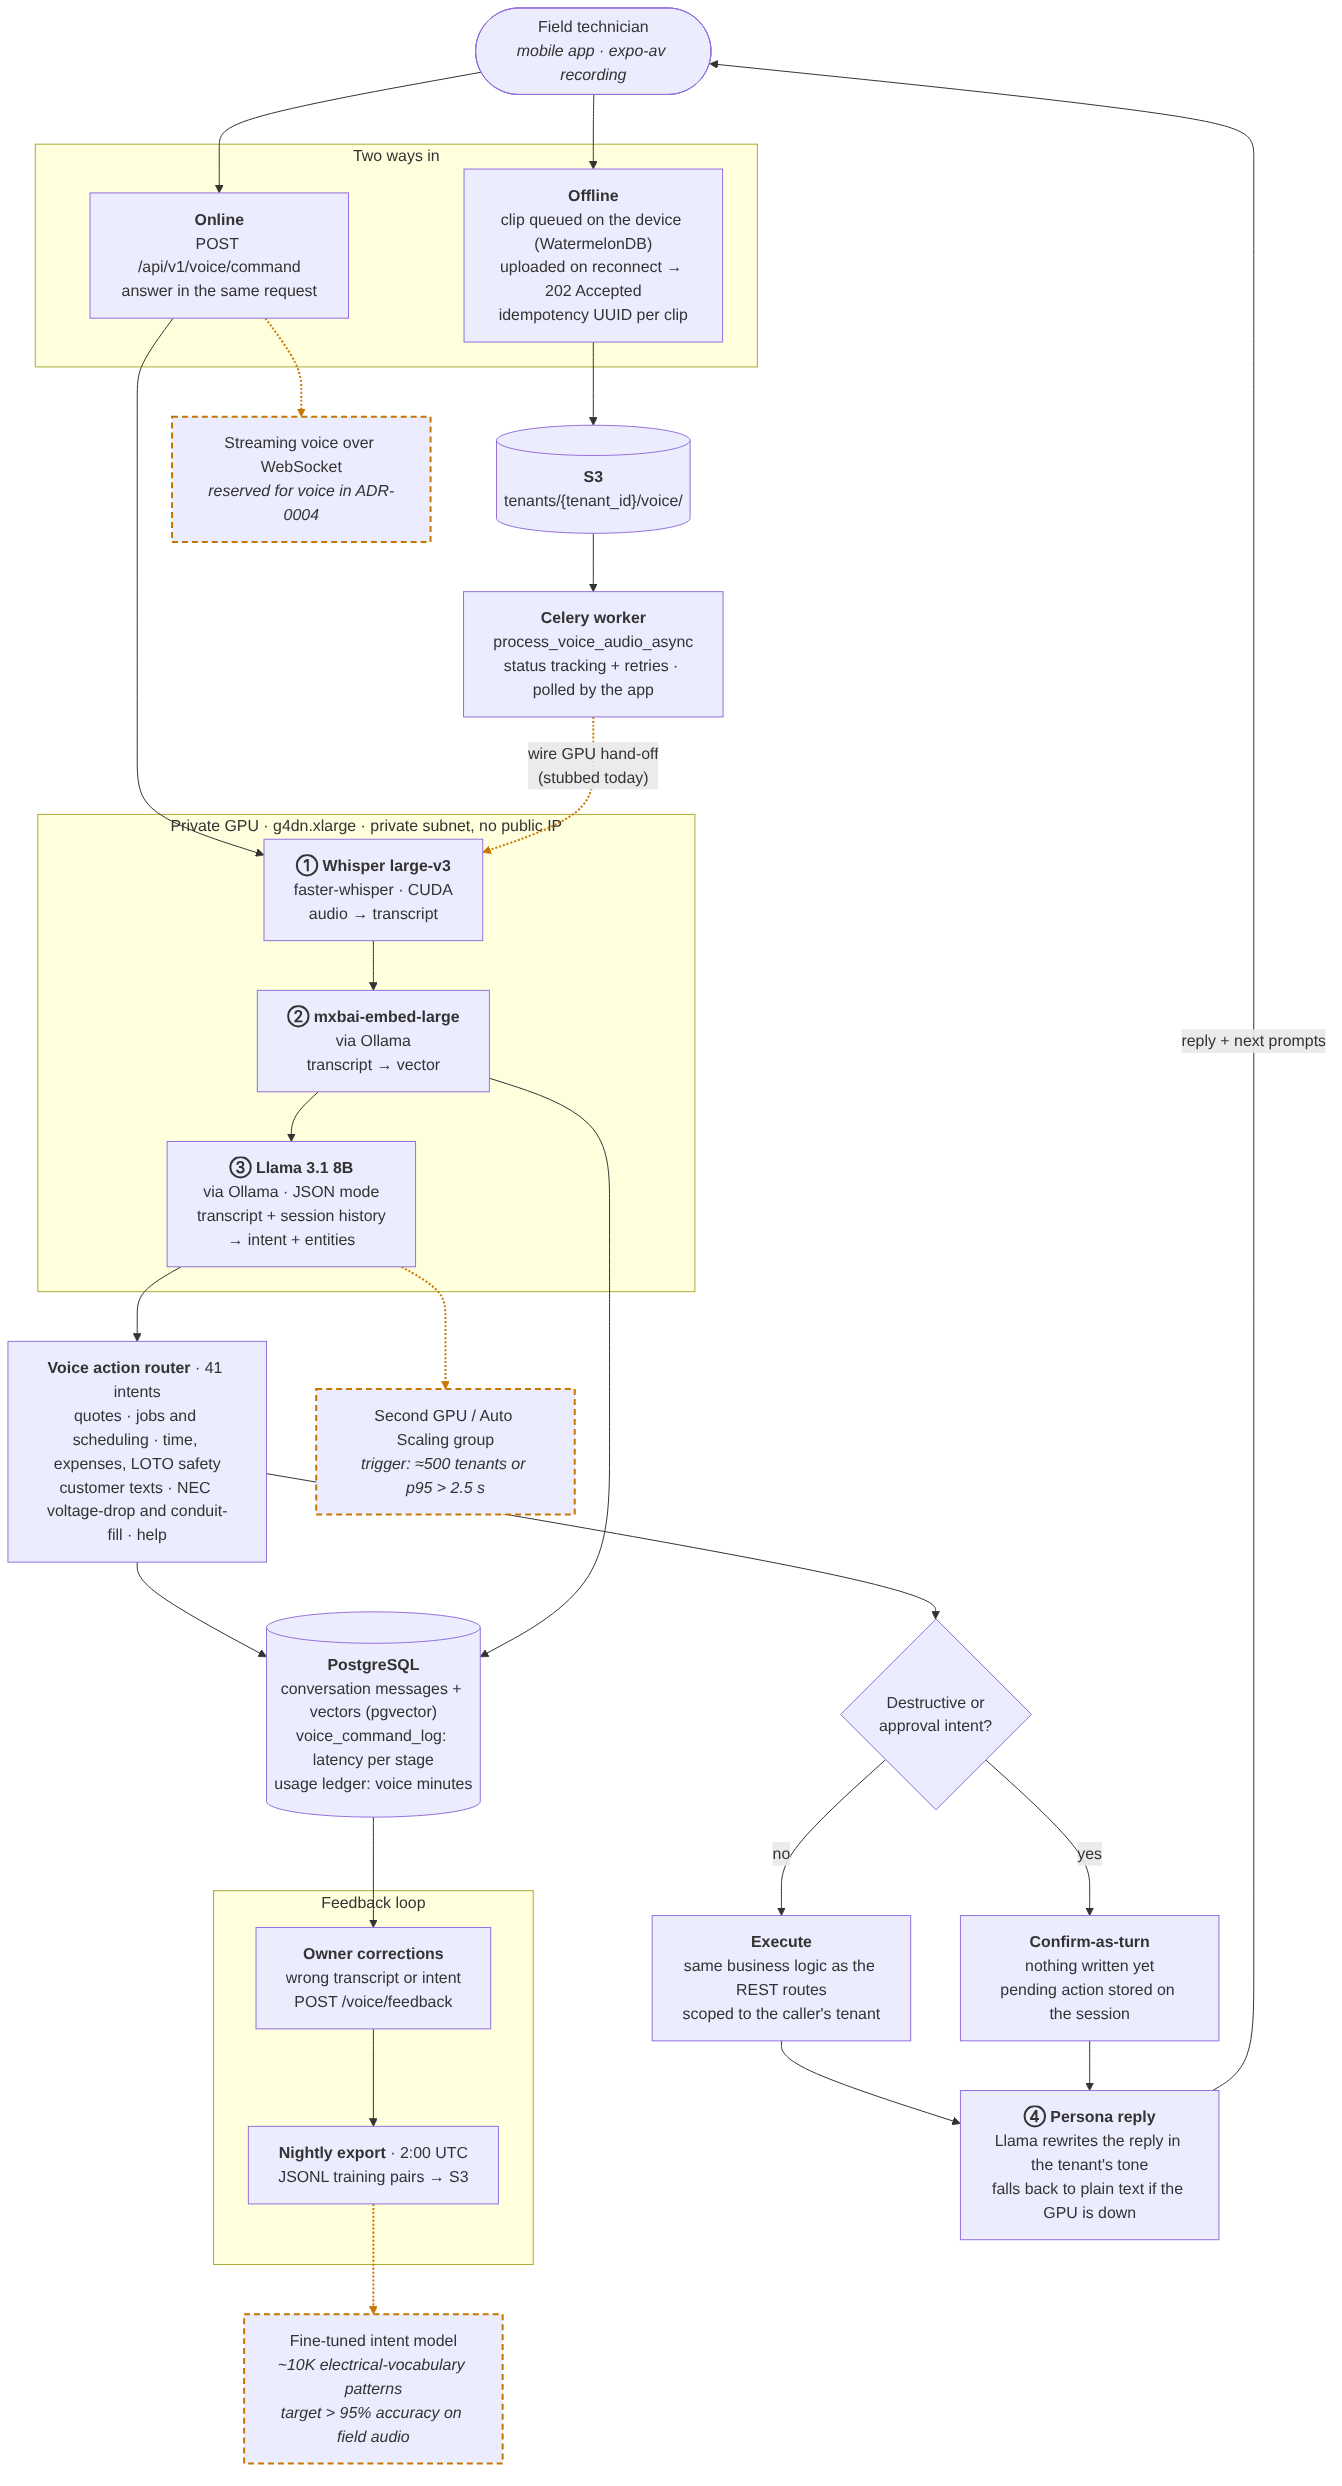 Field technician
mobile app · expo-av
recording
Two ways in
Online
POST
/api/v1/voice/command
answer in the same request
Offline
clip queued on the device
(WatermelonDB)
uploaded on reconnect →
202 Accepted
idempotency UUID per clip
Streaming voice over
WebSocket
reserved for voice in ADR-
0004
S3
tenants/{tenant_id}/voice/
Celery worker
process_voice_audio_async
status tracking + retries ·
polled by the app
wire GPU hand-off
(stubbed today)
Private GPU · g4dn.xlarge · private subnet, no public IP
① Whisper large-v3
faster-whisper · CUDA
audio → transcript
② mxbai-embed-large
via Ollama
transcript → vector
reply + next prompts
③ Llama 3.1 8B
via Ollama · JSON mode
transcript + session history
→ intent + entities
Voice action router · 41
intents
quotes · jobs and
scheduling · time,
expenses, LOTO safety
customer texts · NEC
voltage-drop and conduit-
fill · help
Second GPU / Auto
Scaling group
trigger: ≈500 tenants or
p95 > 2.5 s
PostgreSQL
conversation messages +
vectors (pgvector)
voice_command_log:
latency per stage
usage ledger: voice minutes
Destructive or
approval intent?
no
yes
Feedback loop
Owner corrections
wrong transcript or intent
POST /voice/feedback
Execute
same business logic as the
REST routes
scoped to the caller's tenant
Confirm-as-turn
nothing written yet
pending action stored on
the session
Nightly export · 2:00 UTC
JSONL training pairs → S3
④ Persona reply
Llama rewrites the reply in
the tenant's tone
falls back to plain text if the
GPU is down
Fine-tuned intent model
~10K electrical-vocabulary
patterns
target > 95% accuracy on
field audio